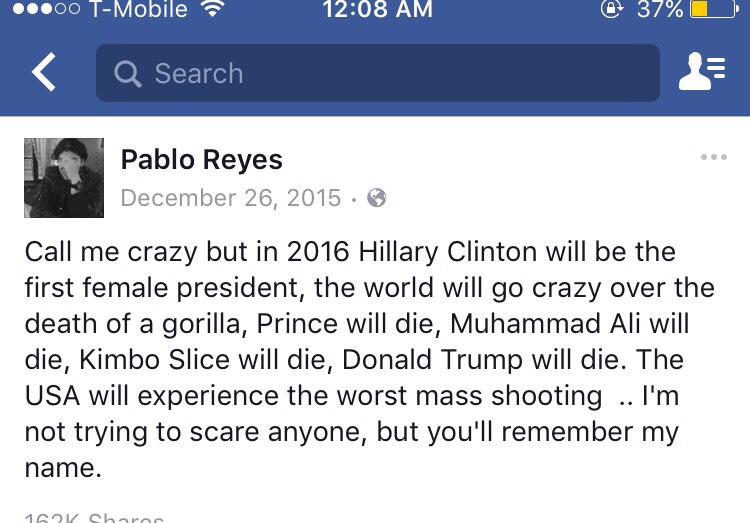 T-Mobile 12:08 AM 37%
Search
Pablo Reyes
December 26, 2015 ·
Call me crazy but in 2016 Hillary Clinton will be the
first female president, the world will go crazy over the
death of a gorilla, Prince will die, Muhammad Ali will
die, Kimbo Slice will die, Donald Trump will die. The
USA will experience the worst mass shooting .. I'm
not trying to scare anyone, but you'll remember my
name.
162K Shares